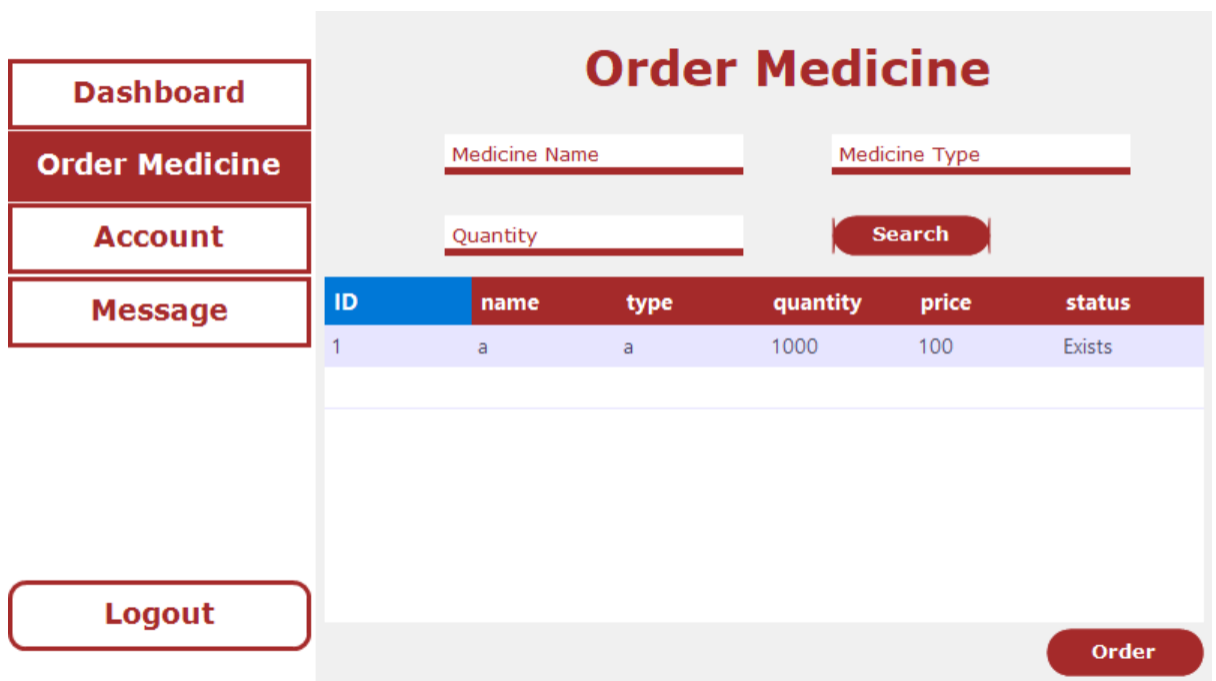 Dashboard
Order Medicine
Account
Message
Logout
Order Medicine
Medicine Name
Medicine Type
Quantity
Search
ID name type quantity price status
1 a a 1000 100 Exists
Order